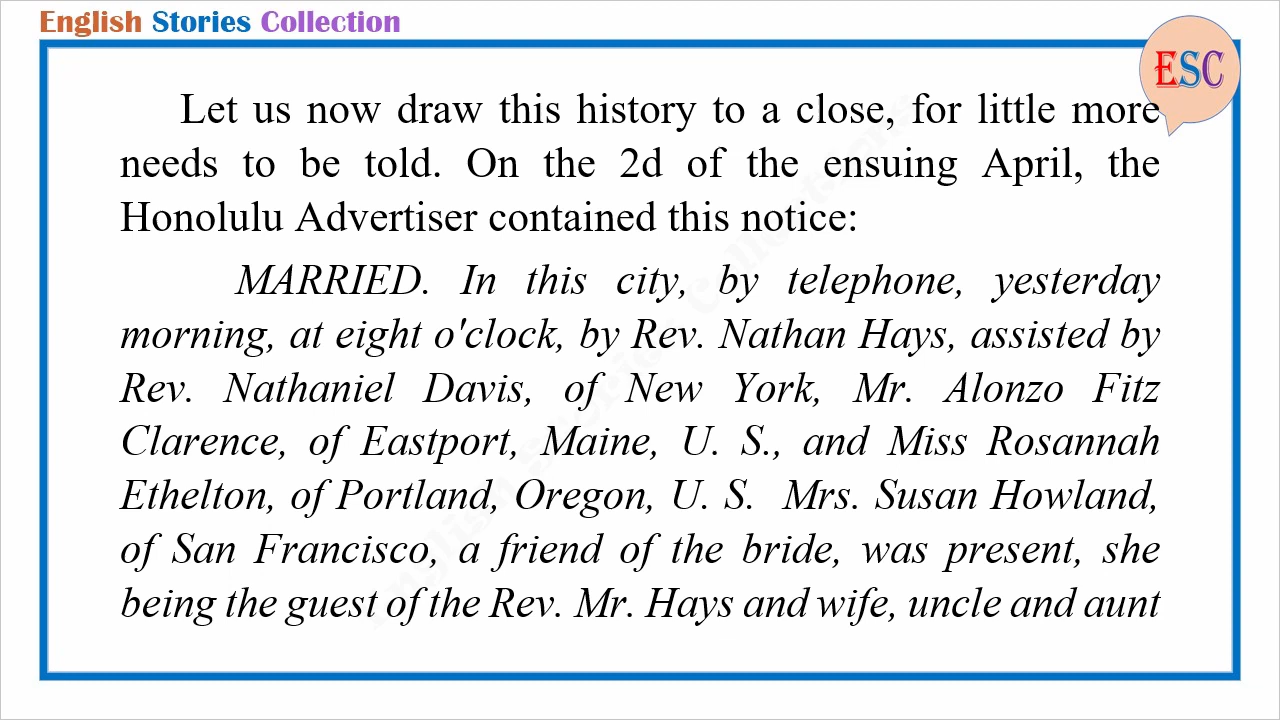 English Stories Collection
ESC
Let us now draw this history to a close, for little more
needs to be told. On the 2d of the ensuing April, the
Honolulu Advertiser contained this notice:
MARRIED. In this city, by telephone, yesterday
morning, at eight o'clock, by Rev. Nathan Hays, assisted by
Rev. Nathaniel Davis, of New York, Mr. Alonzo Fitz
Clarence, of Eastport, Maine, U. S., and Miss Rosannah
Ethelton, of Portland, Oregon, U. S. Mrs. Susan Howland,
of San Francisco, a friend of the bride, was present, she
being the guest of the Rev. Mr. Hays and wife, uncle and aunt
English Stories Collections